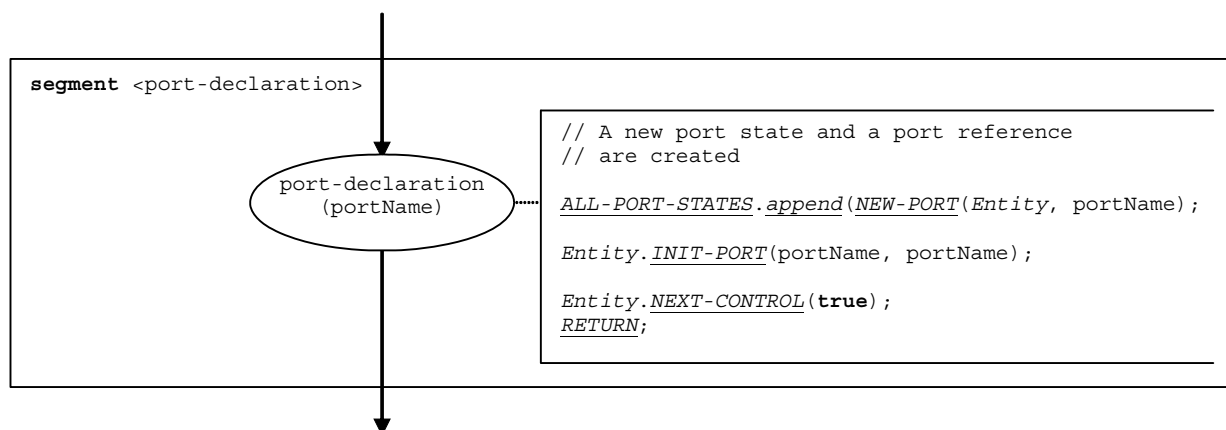 segment <port-declaration>
port-declaration
(portName)
// A new port state and a port reference
// are created
ALL-PORT-STATES.append(NEW-PORT(Entity, portName);
Entity.INIT-PORT(portName, portName);
Entity.NEXT-CONTROL(true);
RETURN;